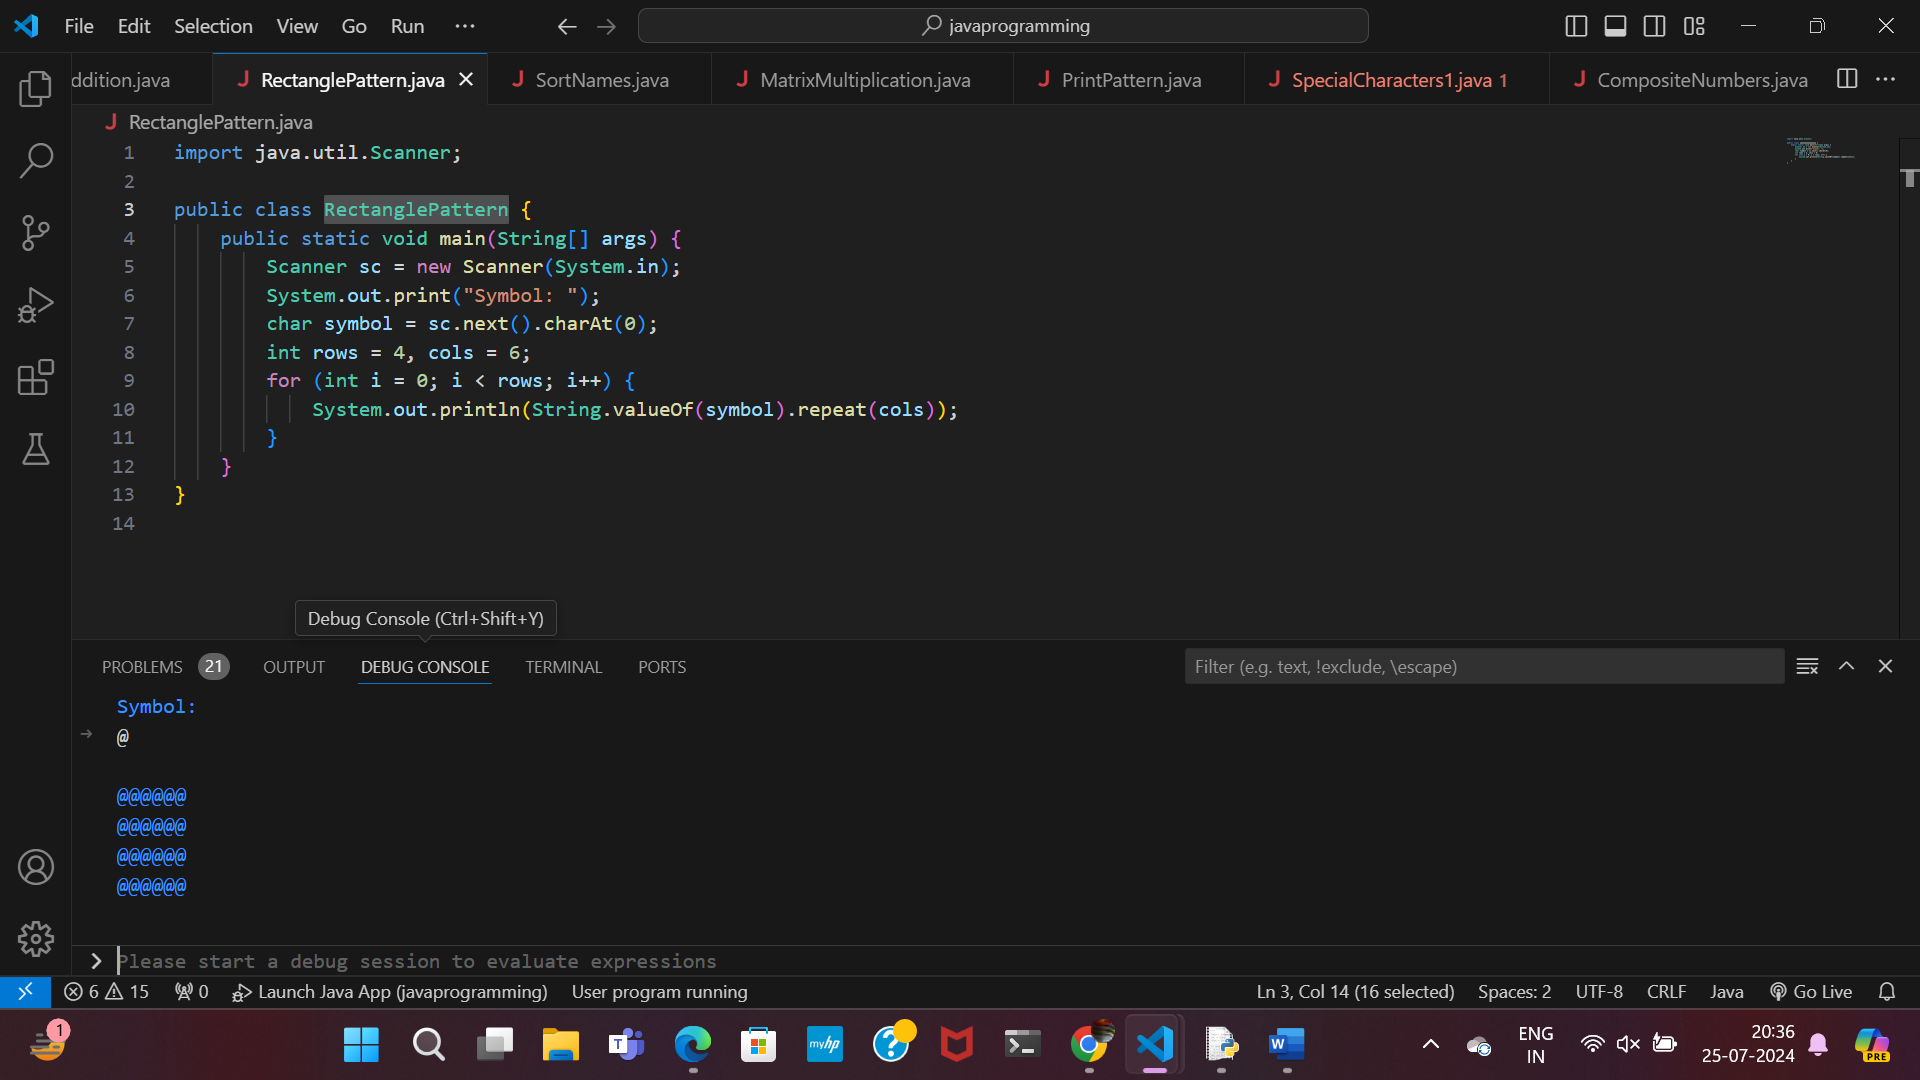 File Edit Selection View Go Run ··· javaprogramming
ddition.java RectanglePattern.java SortNames.java MatrixMultiplication.java PrintPattern.java SpecialCharacters1.java 1 CompositeNumbers.java
RectanglePattern.java
1 import java.util.Scanner;
2
3 public class RectanglePattern {
4 public static void main(String[] args) {
5 Scanner sc = new Scanner(System.in);
6 System.out.print("Symbol: ");
7 char symbol = sc.next().charAt(0);
8 int rows = 4, cols = 6;
9 for (int i = 0; i < rows; i++) {
10 System.out.println(String.valueOf(symbol).repeat(cols));
11 }
12 }
13 }
14
Debug Console (Ctrl+Shift+Y)
PROBLEMS 21 OUTPUT DEBUG CONSOLE TERMINAL PORTS Filter (e.g. text, !exclude, \escape)
Symbol:
@
@@@@@@
@@@@@@
@@@@@@
@@@@@@
Please start a debug session to evaluate expressions
6 15 0 Launch Java App (javaprogramming) User program running Ln 3, Col 14 (16 selected) Spaces: 2 UTF-8 CRLF Java Go Live
1 T myhp ? W ENG 20:36
IN 25-07-2024 PRE